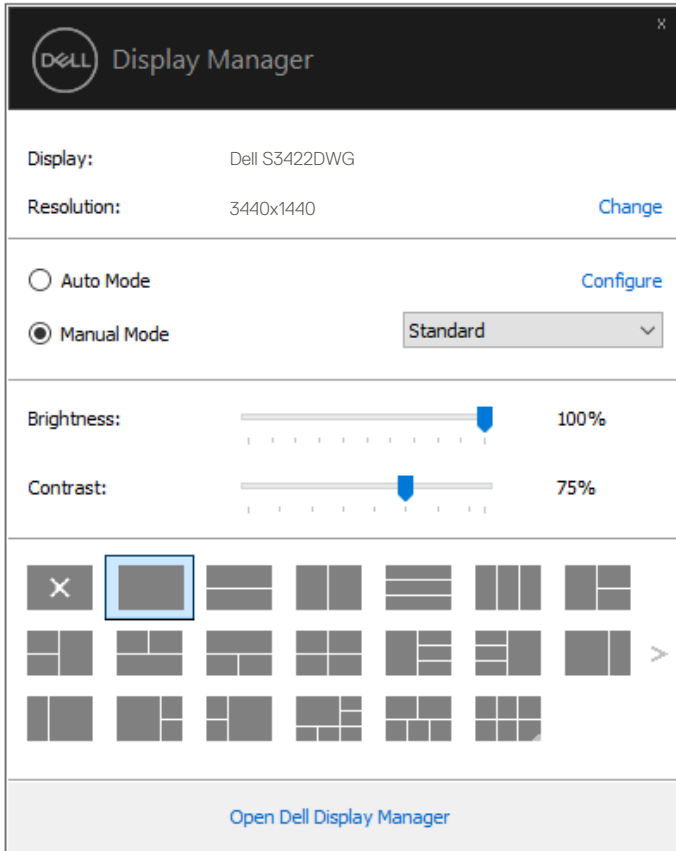 x
DELL Display Manager
Display: Dell S3422DWG
Resolution: 3440x1440 Change
Auto Mode Configure
Manual Mode Standard
Brightness: 100%
Contrast: 75%
Open Dell Display Manager